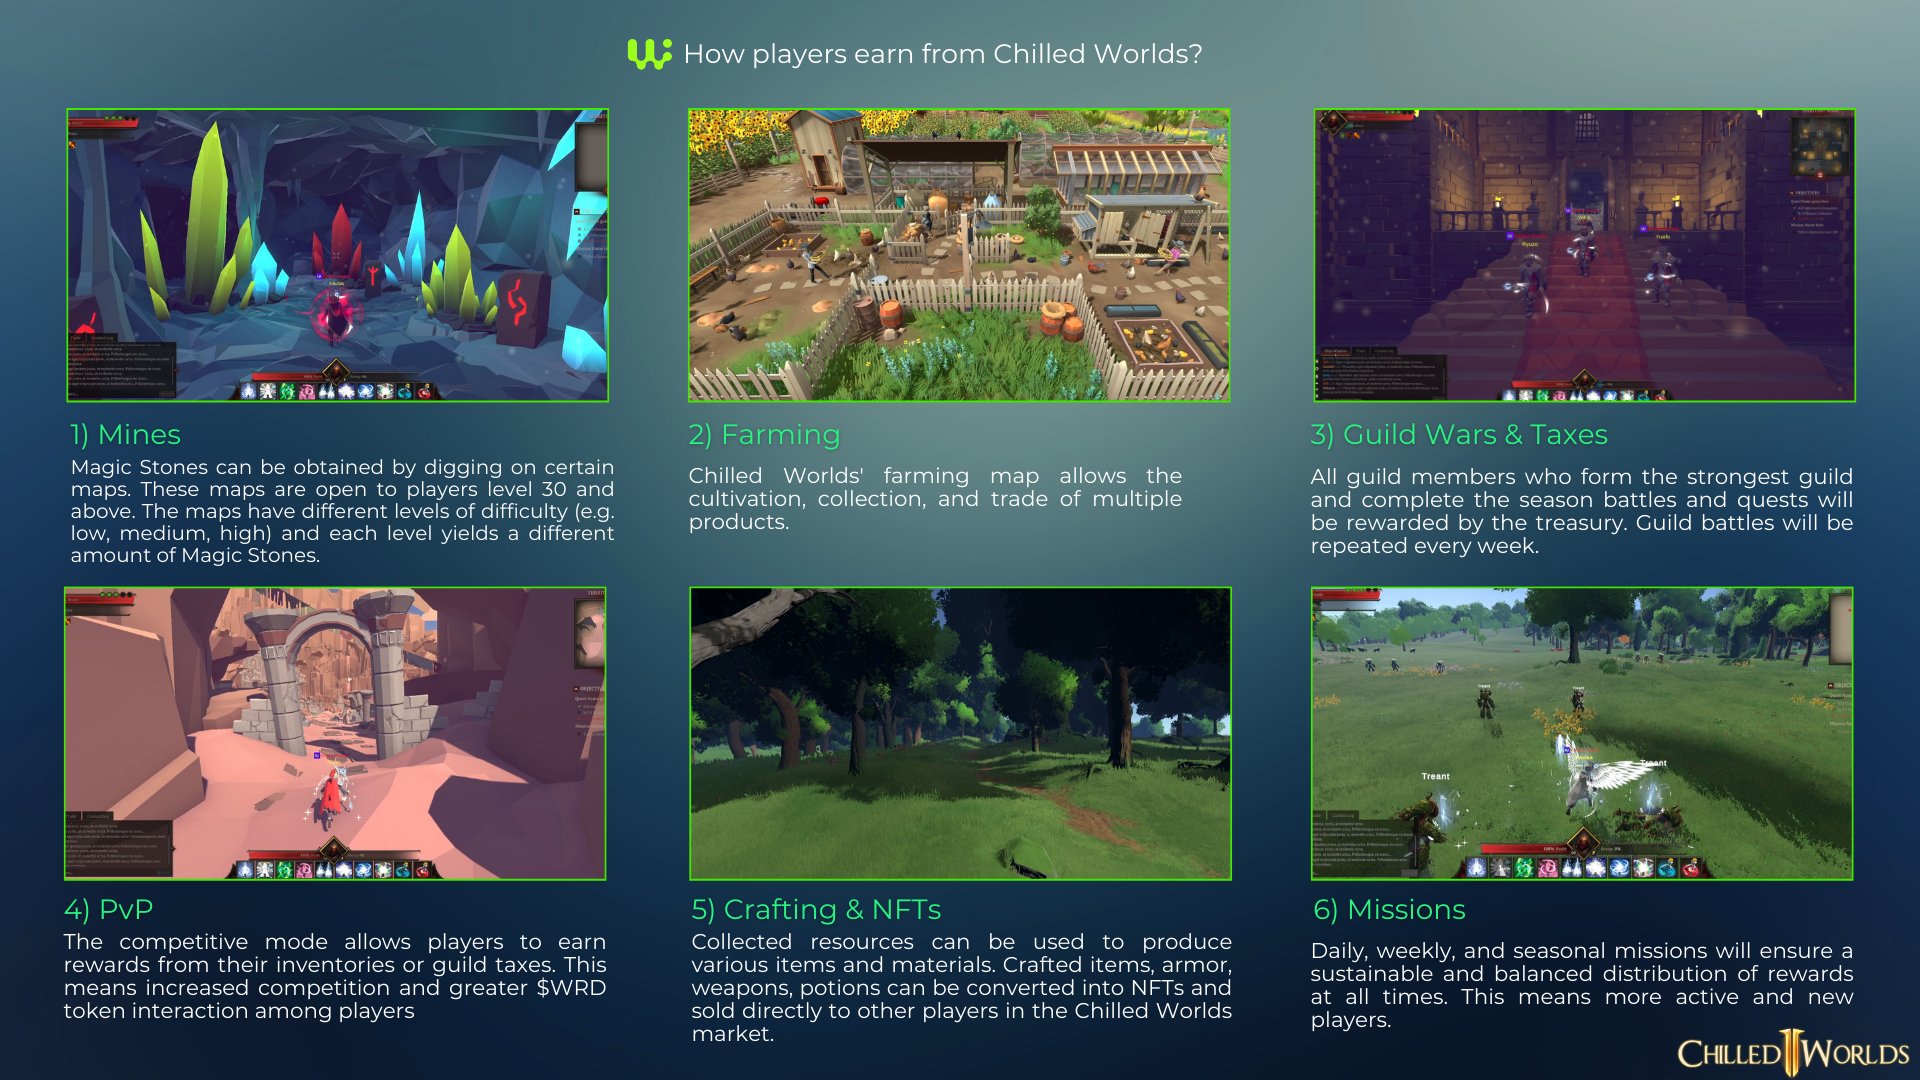 How players earn from Chilled Worlds?
1) Mines
Magic Stones can be obtained by digging on certain
maps. These maps are open to players level 30 and
above. The maps have different levels of difficulty (e.g.
low, medium, high) and each level yields a different
amount of Magic Stones.
2) Farming
Chilled Worlds' farming map allows the
cultivation, collection, and trade of multiple
products.
3) Guild Wars & Taxes
All guild members who form the strongest guild
and complete the season battles and quests will
be rewarded by the treasury. Guild battles will be
repeated every week.
4) PvP
The competitive mode allows players to earn
rewards from their inventories or guild taxes. This
means increased competition and greater $WRD
token interaction among players
5) Crafting & NFTs
Collected resources can be used to produce
various items and materials. Crafted items, armor,
weapons, potions can be converted into NFTs and
sold directly to other players in the Chilled Worlds
market.
Treant
Treant
6) Missions
Daily, weekly, and seasonal missions will ensure a
sustainable and balanced distribution of rewards
at all times. This means more active and new
players.
CHILLED WORLDS